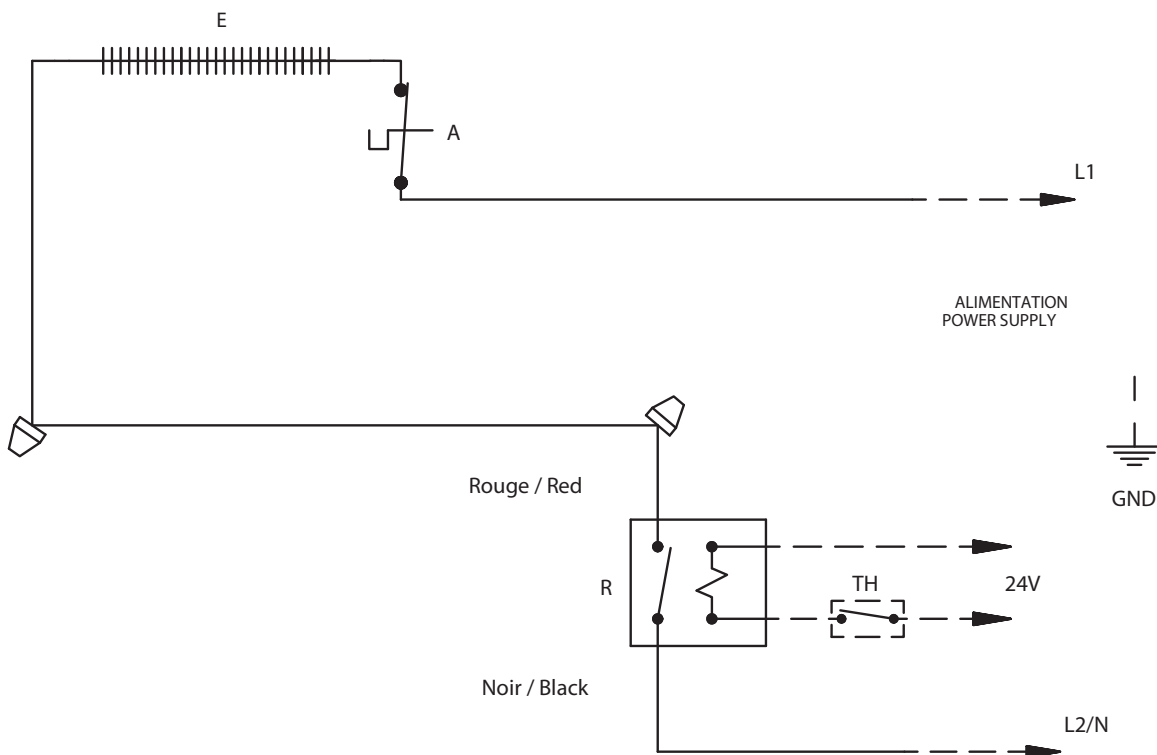 E
A
L1
ALIMENTATION
POWER SUPPLY
Rouge / Red
GND
R
TH
24V
Noir / Black
L2/N